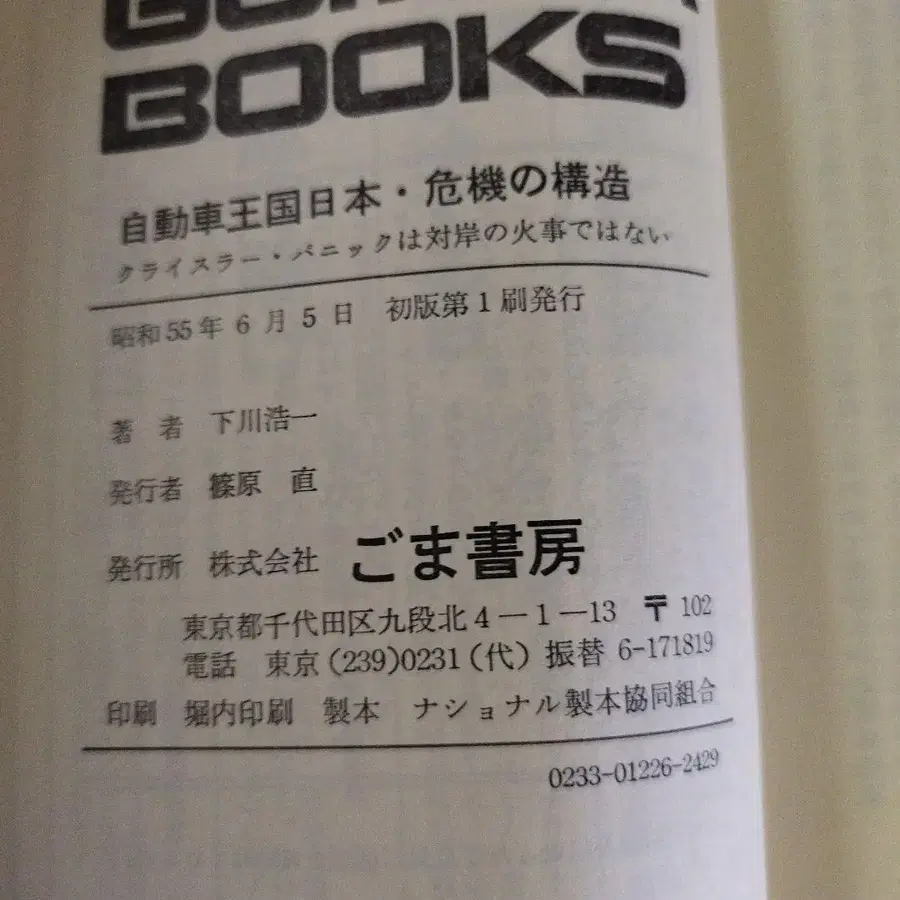 BOOKS
自動車王国日本・危機の構造
クライスラー・パニックは対岸の火事ではない
昭和55年6月5日 初版第1刷発行
著者 下川浩一
発行者 篠原 直
発行所 株式会社 ごま書房
東京都千代田区九段北4-1-13 〒102
電話 東京(239)0231(代) 振替 6-171819
印刷 堀内印刷 製本 ナショナル製本協同組合
0233-01226-2429